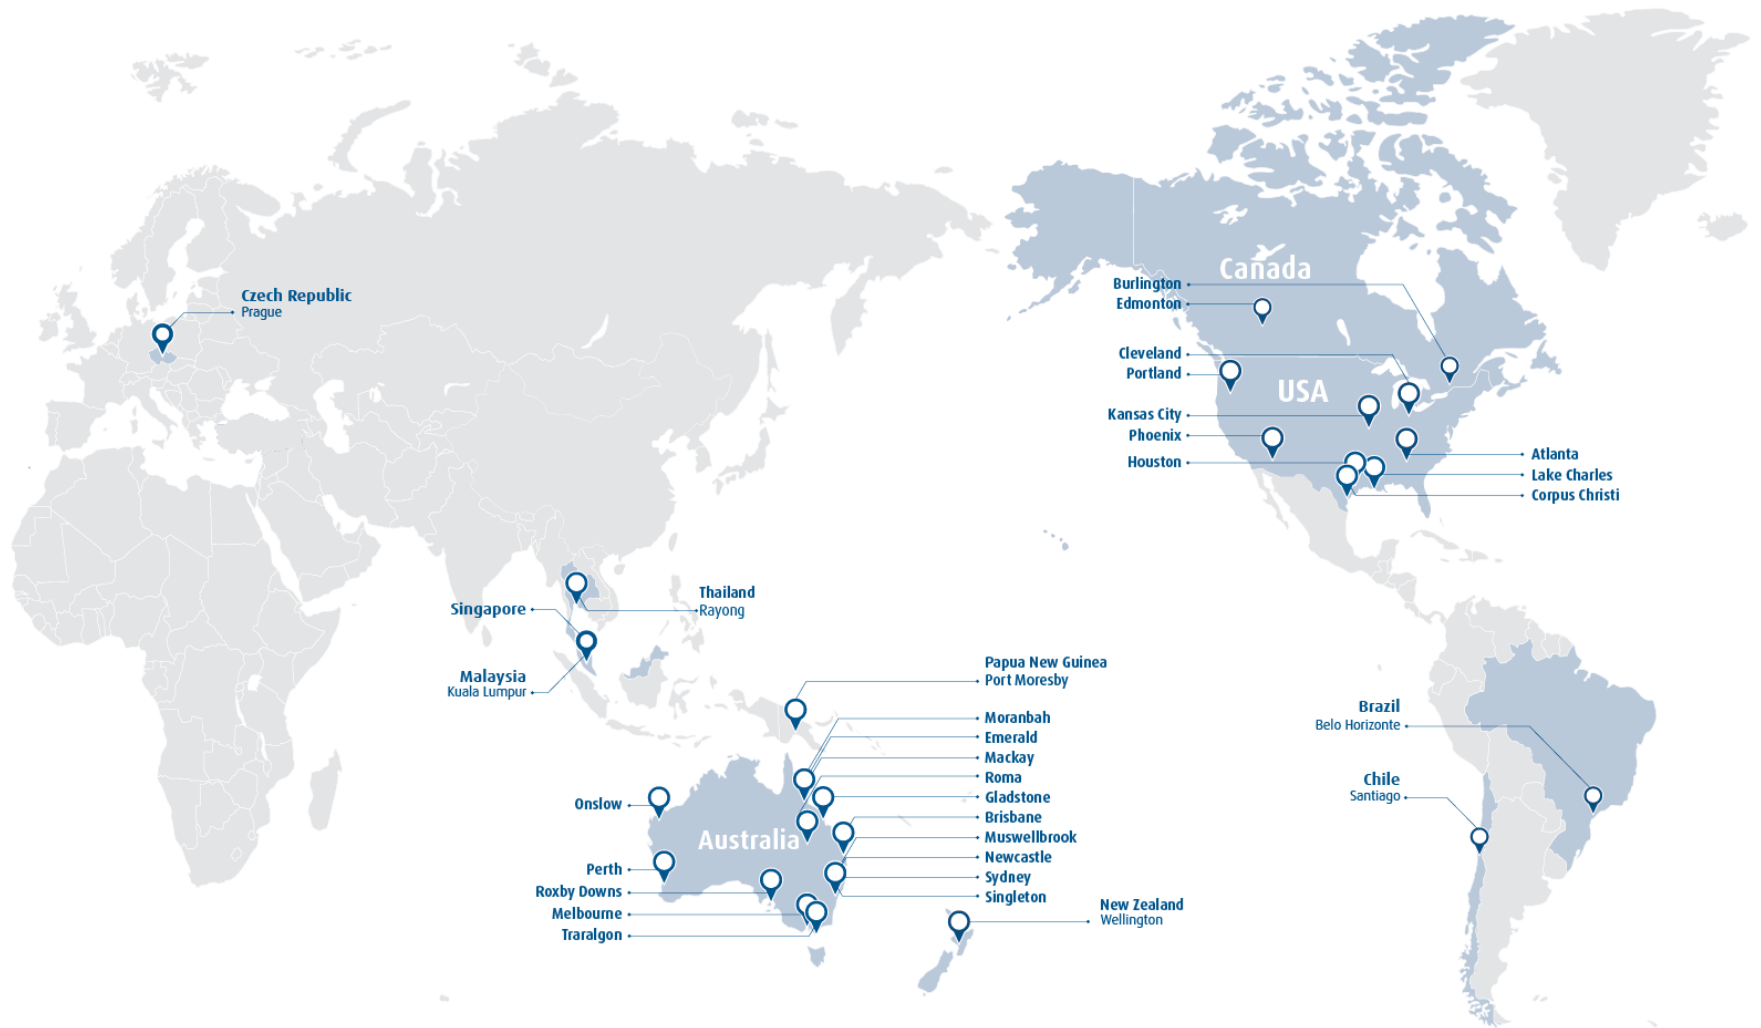 Czech Republic
Prague
Canada
Burlington
Edmonton
Cleveland
Portland
USA
Kansas City
Phoenix
Houston
Atlanta
Lake Charles
Corpus Christi
Thailand
Rayong
Singapore
Malaysia
Kuala Lumpur
Papua New Guinea
Port Moresby
Moranbah
Emerald
Mackay
Roma
Gladstone
Brisbane
Muswellbrook
Newcastle
Sydney
Singleton
Onslow
Australia
Perth
Roxby Downs
Melbourne
Traralgon
New Zealand
Wellington
Brazil
Belo Horizonte
Chile
Santiago